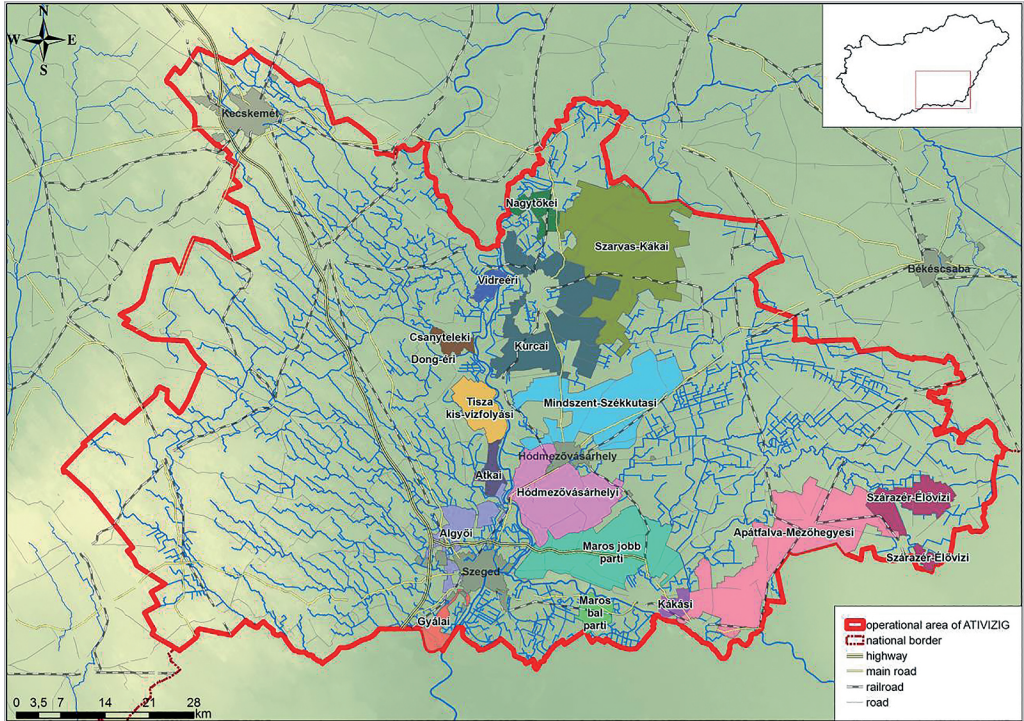 N
W E
S
Kecskemét
Nagytőkei
Szarvas-Kákai
Békéscsaba
Vidreéri
Csanyteleki
Dong-éri
Kurcai
Tisza
kis-vízfolyási
Mindszent-Székkutasi
Hódmezővásárhely
Atkai
Hódmezővásárhelyi
Szárazér-Élővízi
Algyői
Apátfalva-Mezőhegyesi
Maros jobb
parti
Szárazér-Élővízi
Szeged
Maros
bal
parti
Kákási
Gyálai
operational area of ATIVIZIG
national border
highway
main road
railroad
road
0 3,5 7 14 21 28
km